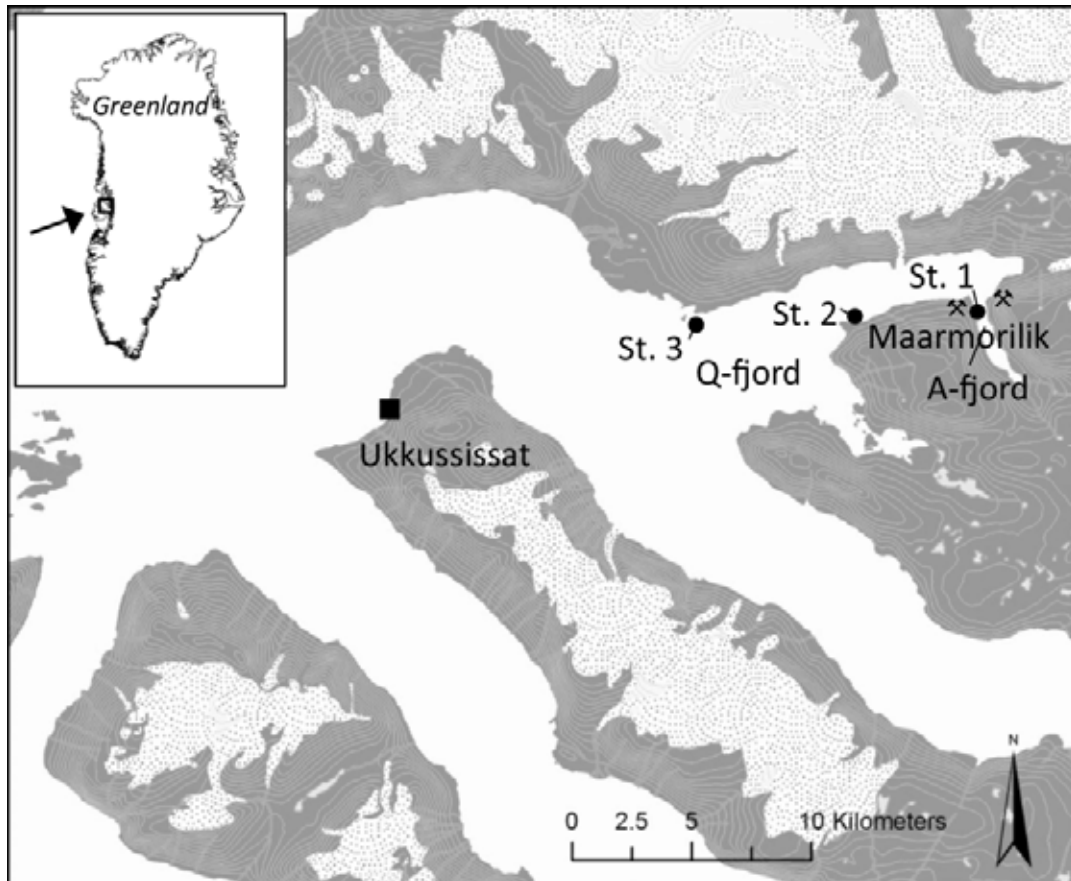 Greenland
St. 1
St. 2
Maarmorilik
St. 3
Q-fjord
A-fjord
Ukkussissat
N
0 2.5 5 10 Kilometers